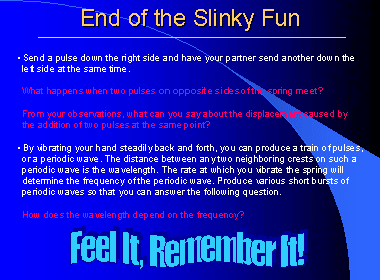 End of the Slinky Fun
• Send a pulse down the right side and have your partner send another down the
left side at the same time.
What happens when two pulses on opposite sides of the spring meet?
From your observations, what can you say about the displacement caused by
the addition of two pulses at the same point?
• By vibrating your hand steadily back and forth, you can produce a train of pulses,
or a periodic wave. The distance between any two neighboring crests on such a
periodic wave is the wavelength. The rate at which you vibrate the spring will
determine the frequency of the periodic wave. Produce various short bursts of
periodic waves so that you can answer the following question.
How does the wavelength depend on the frequency?
Feel It, Remember It!